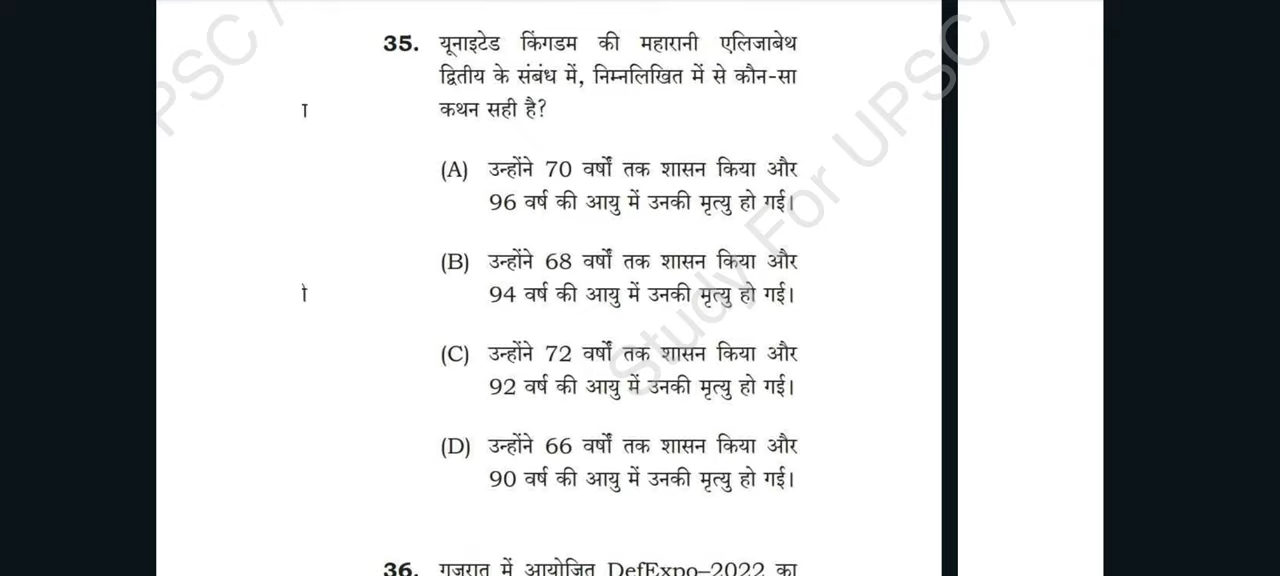 35. यूनाइटेड किंगडम की महारानी एलिजाबेथ
द्वितीय के संबंध में, निम्नलिखित में से कौन-सा
कथन सही है?
(A) उन्होंने 70 वर्षों तक शासन किया और
96 वर्ष की आयु में उनकी मृत्यु हो गई।
(B) उन्होंने 68 वर्षों तक शासन किया और
94 वर्ष की आयु में उनकी मृत्यु हो गई।
(C) उन्होंने 72 वर्षों तक शासन किया और
92 वर्ष की आयु में उनकी मृत्यु हो गई।
(D) उन्होंने 66 वर्षों तक शासन किया और
90 वर्ष की आयु में उनकी मृत्यु हो गई।
36. गुजरात में आयोजित DefExpo–2022 का
Study For UPSC
PSC